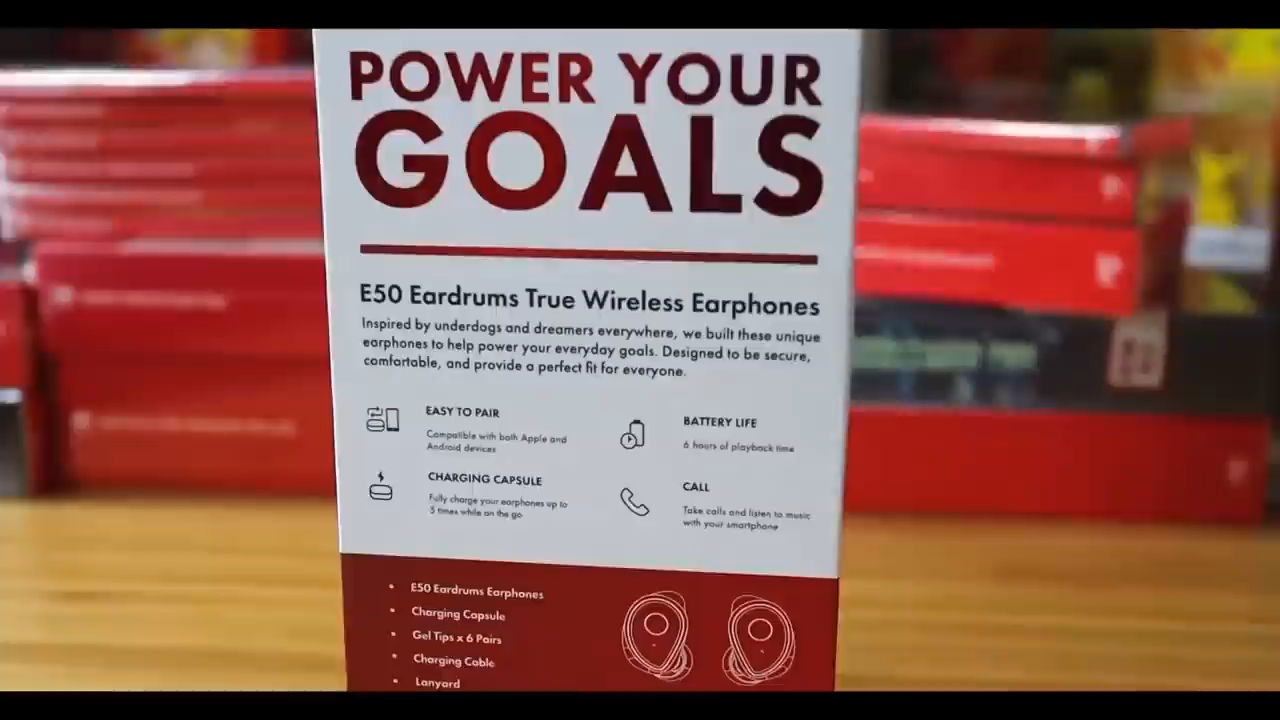 POWER YOUR
GOALS
E50 Eardrums True Wireless Earphones
Inspired by underdogs and dreamers everywhere, we built these unique
earphones to help power your everyday goals. Designed to be secure,
comfortable, and provide a perfect fit for everyone.
EASY TO PAIR
Compatible with both Apple and
Android devices
BATTERY LIFE
6 hours of playback time
CHARGING CAPSULE
Fully charge your earphones up to
5 times while on the go
CALL
Take calls and listen to music
with your smartphone
• E50 Eardrums Earphones
• Charging Capsule
• Gel Tips x 6 Pairs
• Charging Cable
• Lanyard